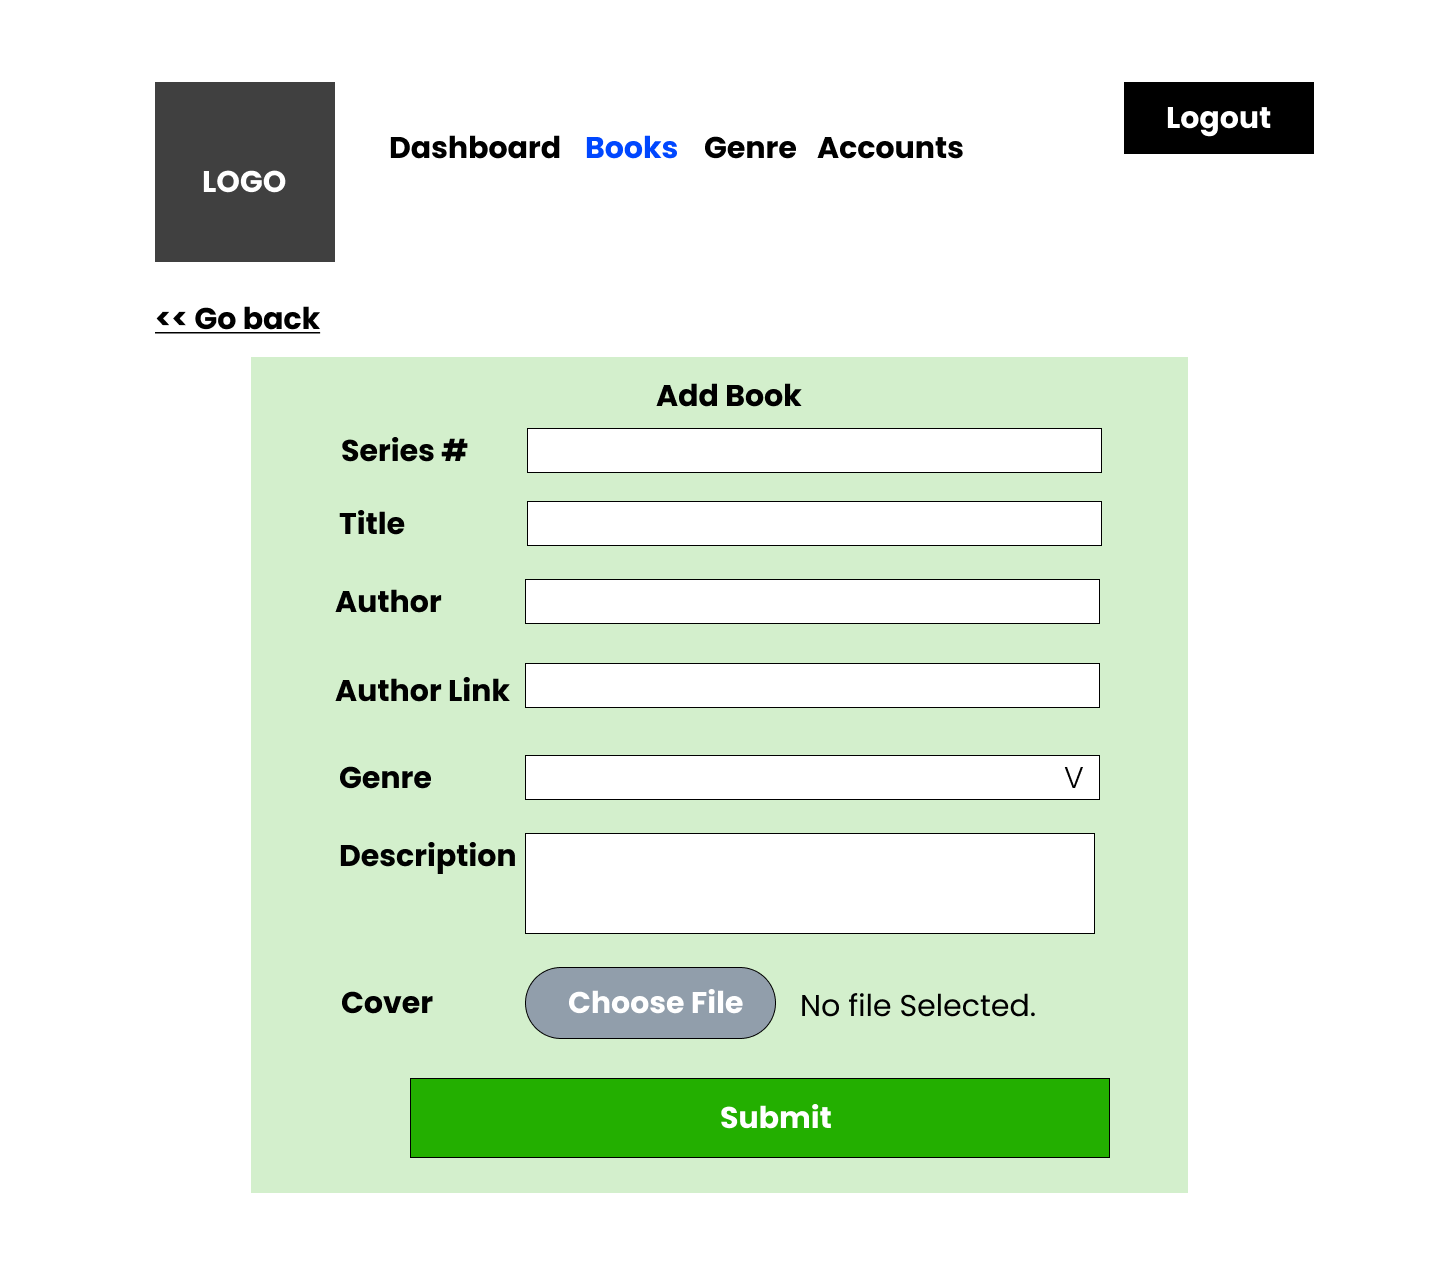 LOGO
Dashboard Books Genre Accounts
Logout
<< Go back
Add Book
Series #
Title
Author
Author Link
Genre V
Description
Cover Choose File No file Selected.
Submit